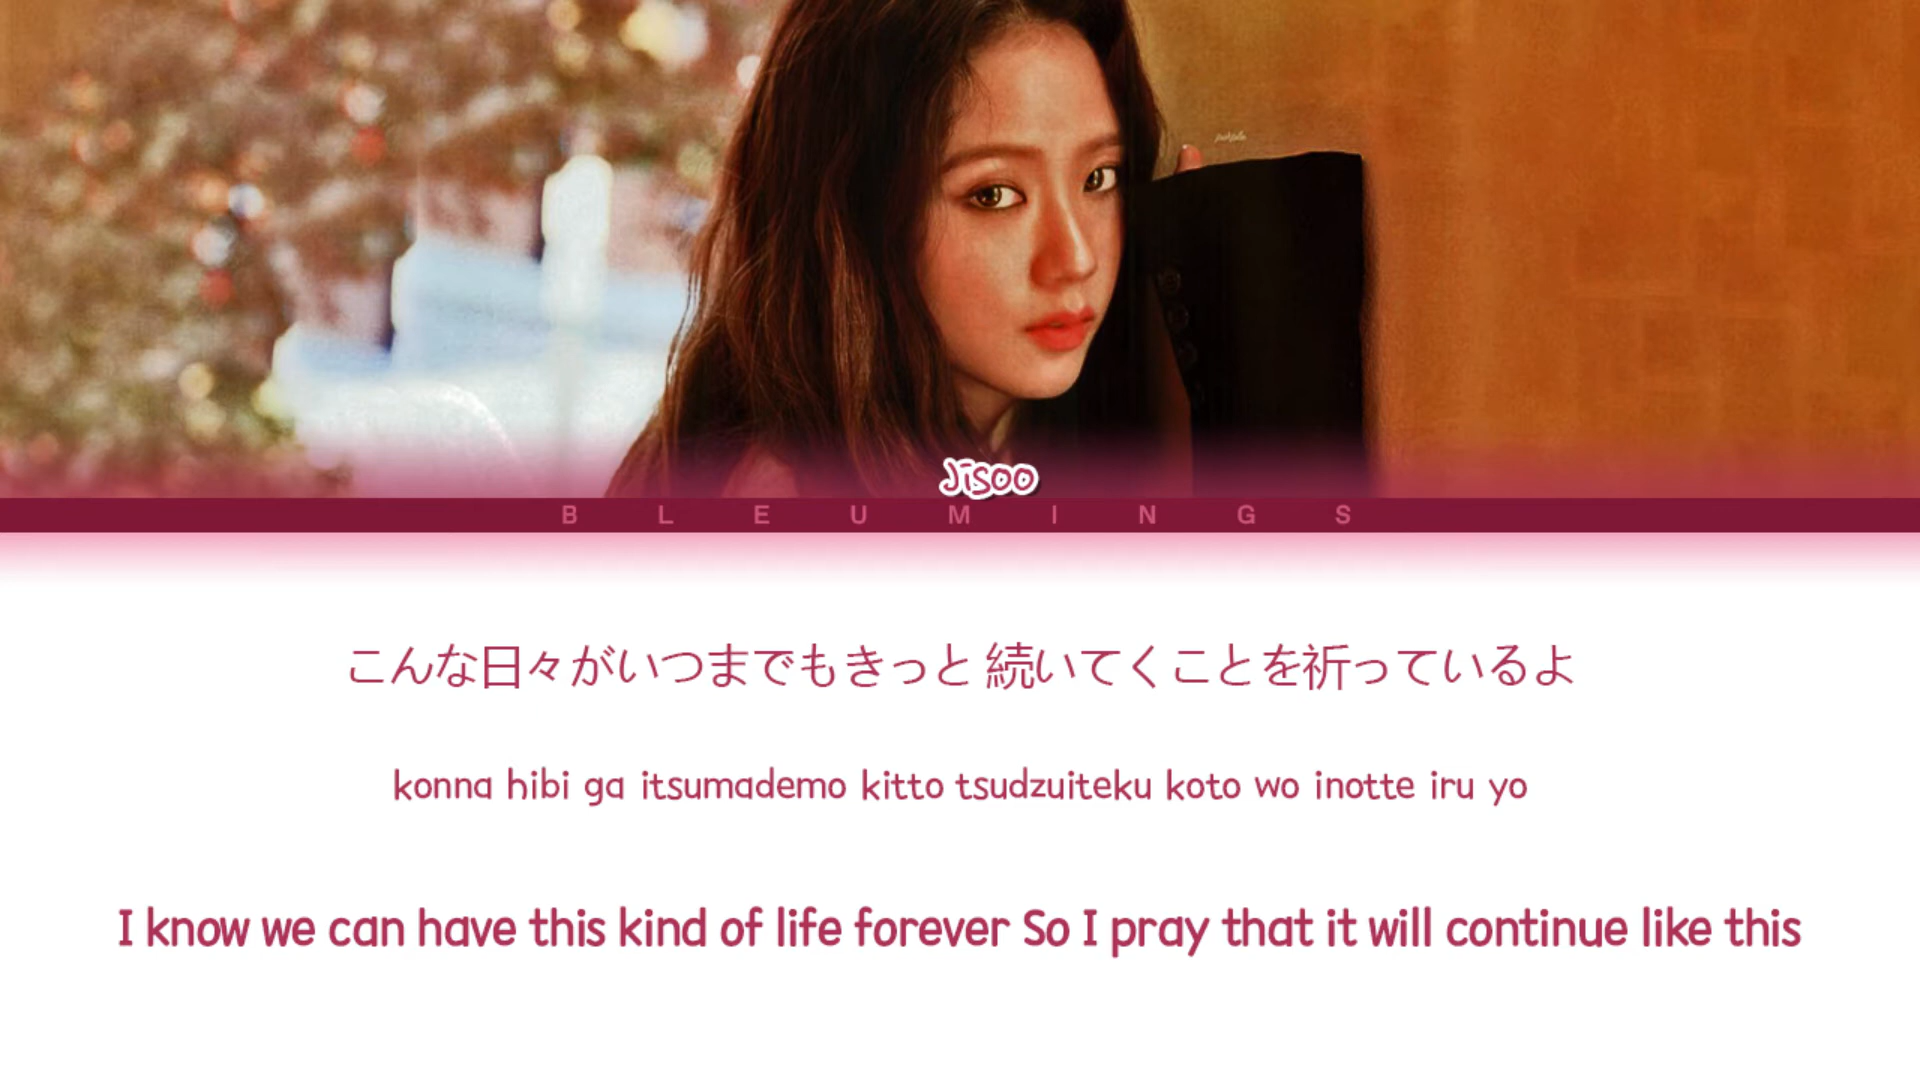 Jisoo
BLEUMINGS
こんな日々がいつまでもきっと 続いてくことを祈っているよ
konna hibi ga itsumademo kitto tsudzuiteku koto wo inotte iru yo
I know we can have this kind of life forever So I pray that it will continue like this